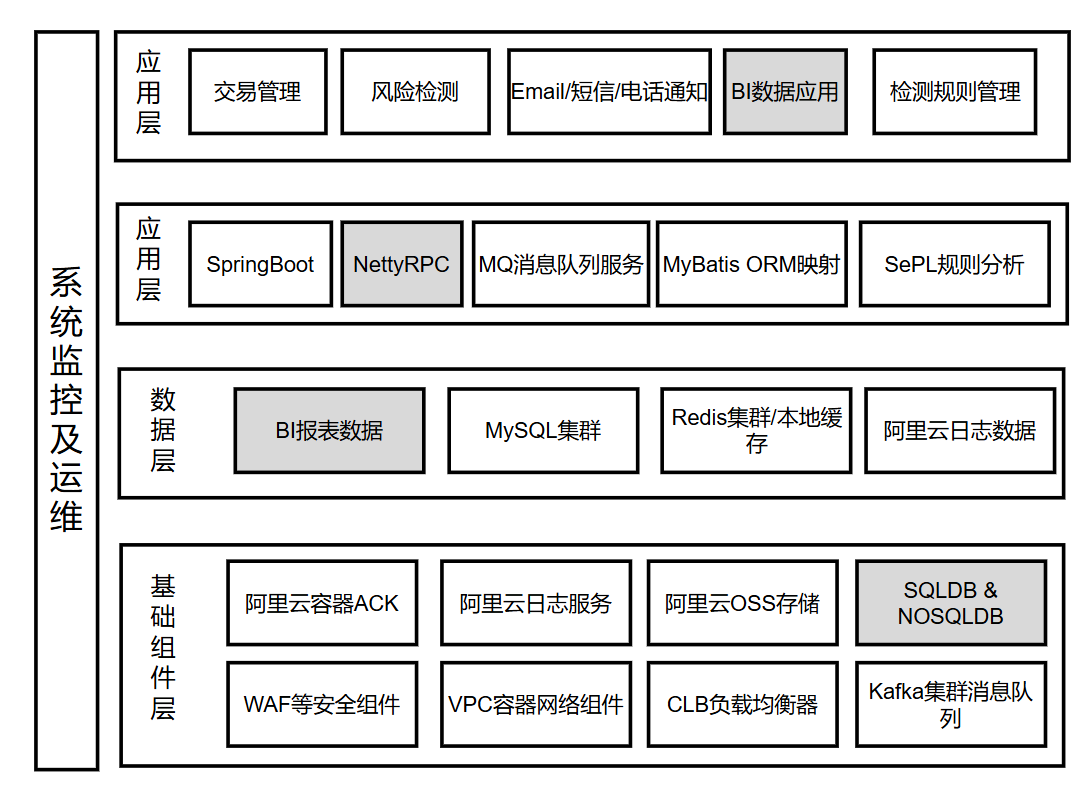 系统监控及运维
应用层
交易管理
风险检测
Email/短信/电话通知
BI数据应用
检测规则管理
应用层
SpringBoot
NettyRPC
MQ消息队列服务
MyBatis ORM映射
SePL规则分析
数据层
BI报表数据
MySQL集群
Redis集群/本地缓
存
阿里云日志数据
基础组件层
阿里云容器ACK
阿里云日志服务
阿里云OSS存储
SQLDB &
NOSQLDB
WAF等安全组件
VPC容器网络组件
CLB负载均衡器
Kafka集群消息队
列